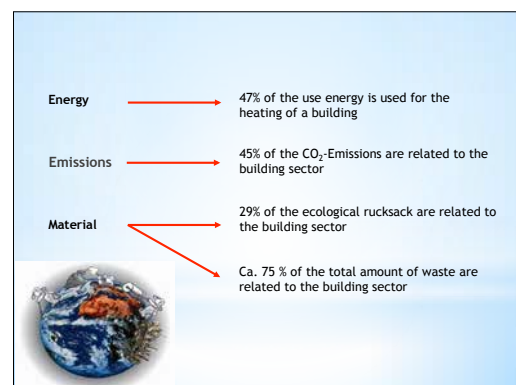 Energy
47% of the use energy is used for the
heating of a building
Emissions
45% of the CO₂-Emissions are related to the
building sector
Material
29% of the ecological rucksack are related to
the building sector
Ca. 75 % of the total amount of waste are
related to the building sector